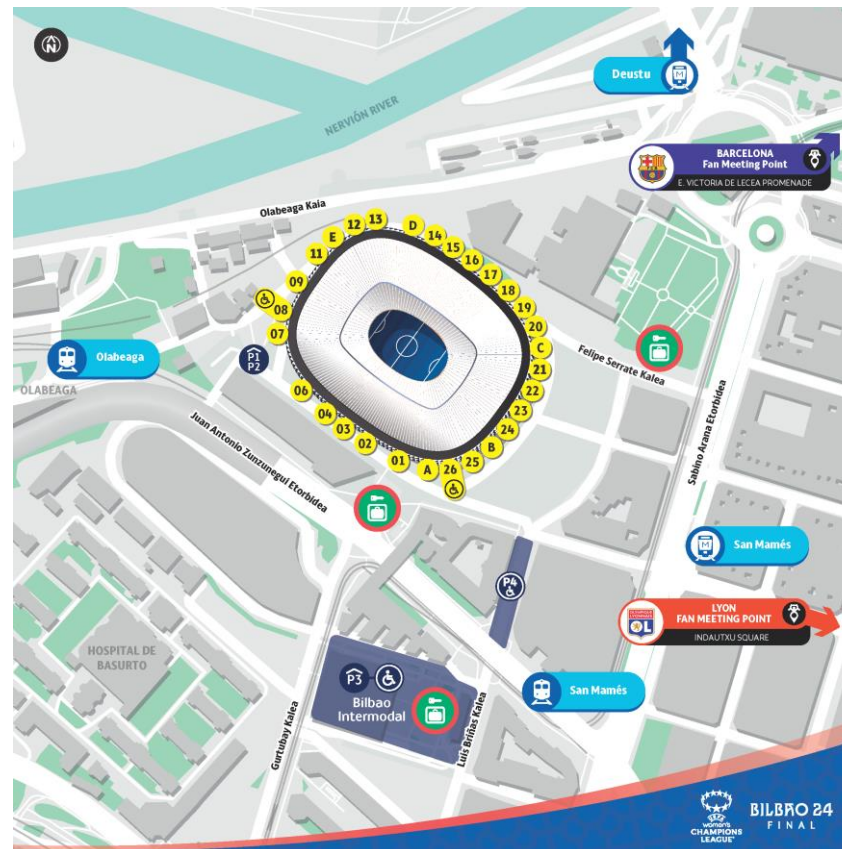 N
Deustu
M
NERVIÓN RIVER
BARCELONA
Fan Meeting Point
E. VICTORIA DE LECEA PROMENADE
Olabeaga Kaia
13
12
E
11
09
08
07
D
14
15
16
17
18
19
20
C
21
22
23
24
B
25
26
A
01
02
03
04
06
P1
P2
Olabeaga
OLABEAGA
Felipe Serrate Kalea
Juan Antonio Zunzunegui Etorbidea
Sabino Arana Etorbidea
M
San Mamés
P4
OL
LYON
FAN MEETING POINT
INDAUTXU SQUARE
HOSPITAL DE
BASURTO
P3
Bilbao
Intermodal
San Mamés
Gurtubay Kalea
Luis Briñas Kalea
UEFA
WOMEN'S
CHAMPIONS
LEAGUE
BILBAO 24
FINAL